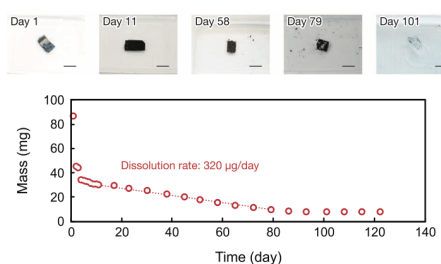 Day 1
Day 11
Day 58
Day 79
Day 101
100
80
60
40
20
0
Mass (mg)
Dissolution rate: 320 µg/day
0 20 40 60 80 100 120 140
Time (day)